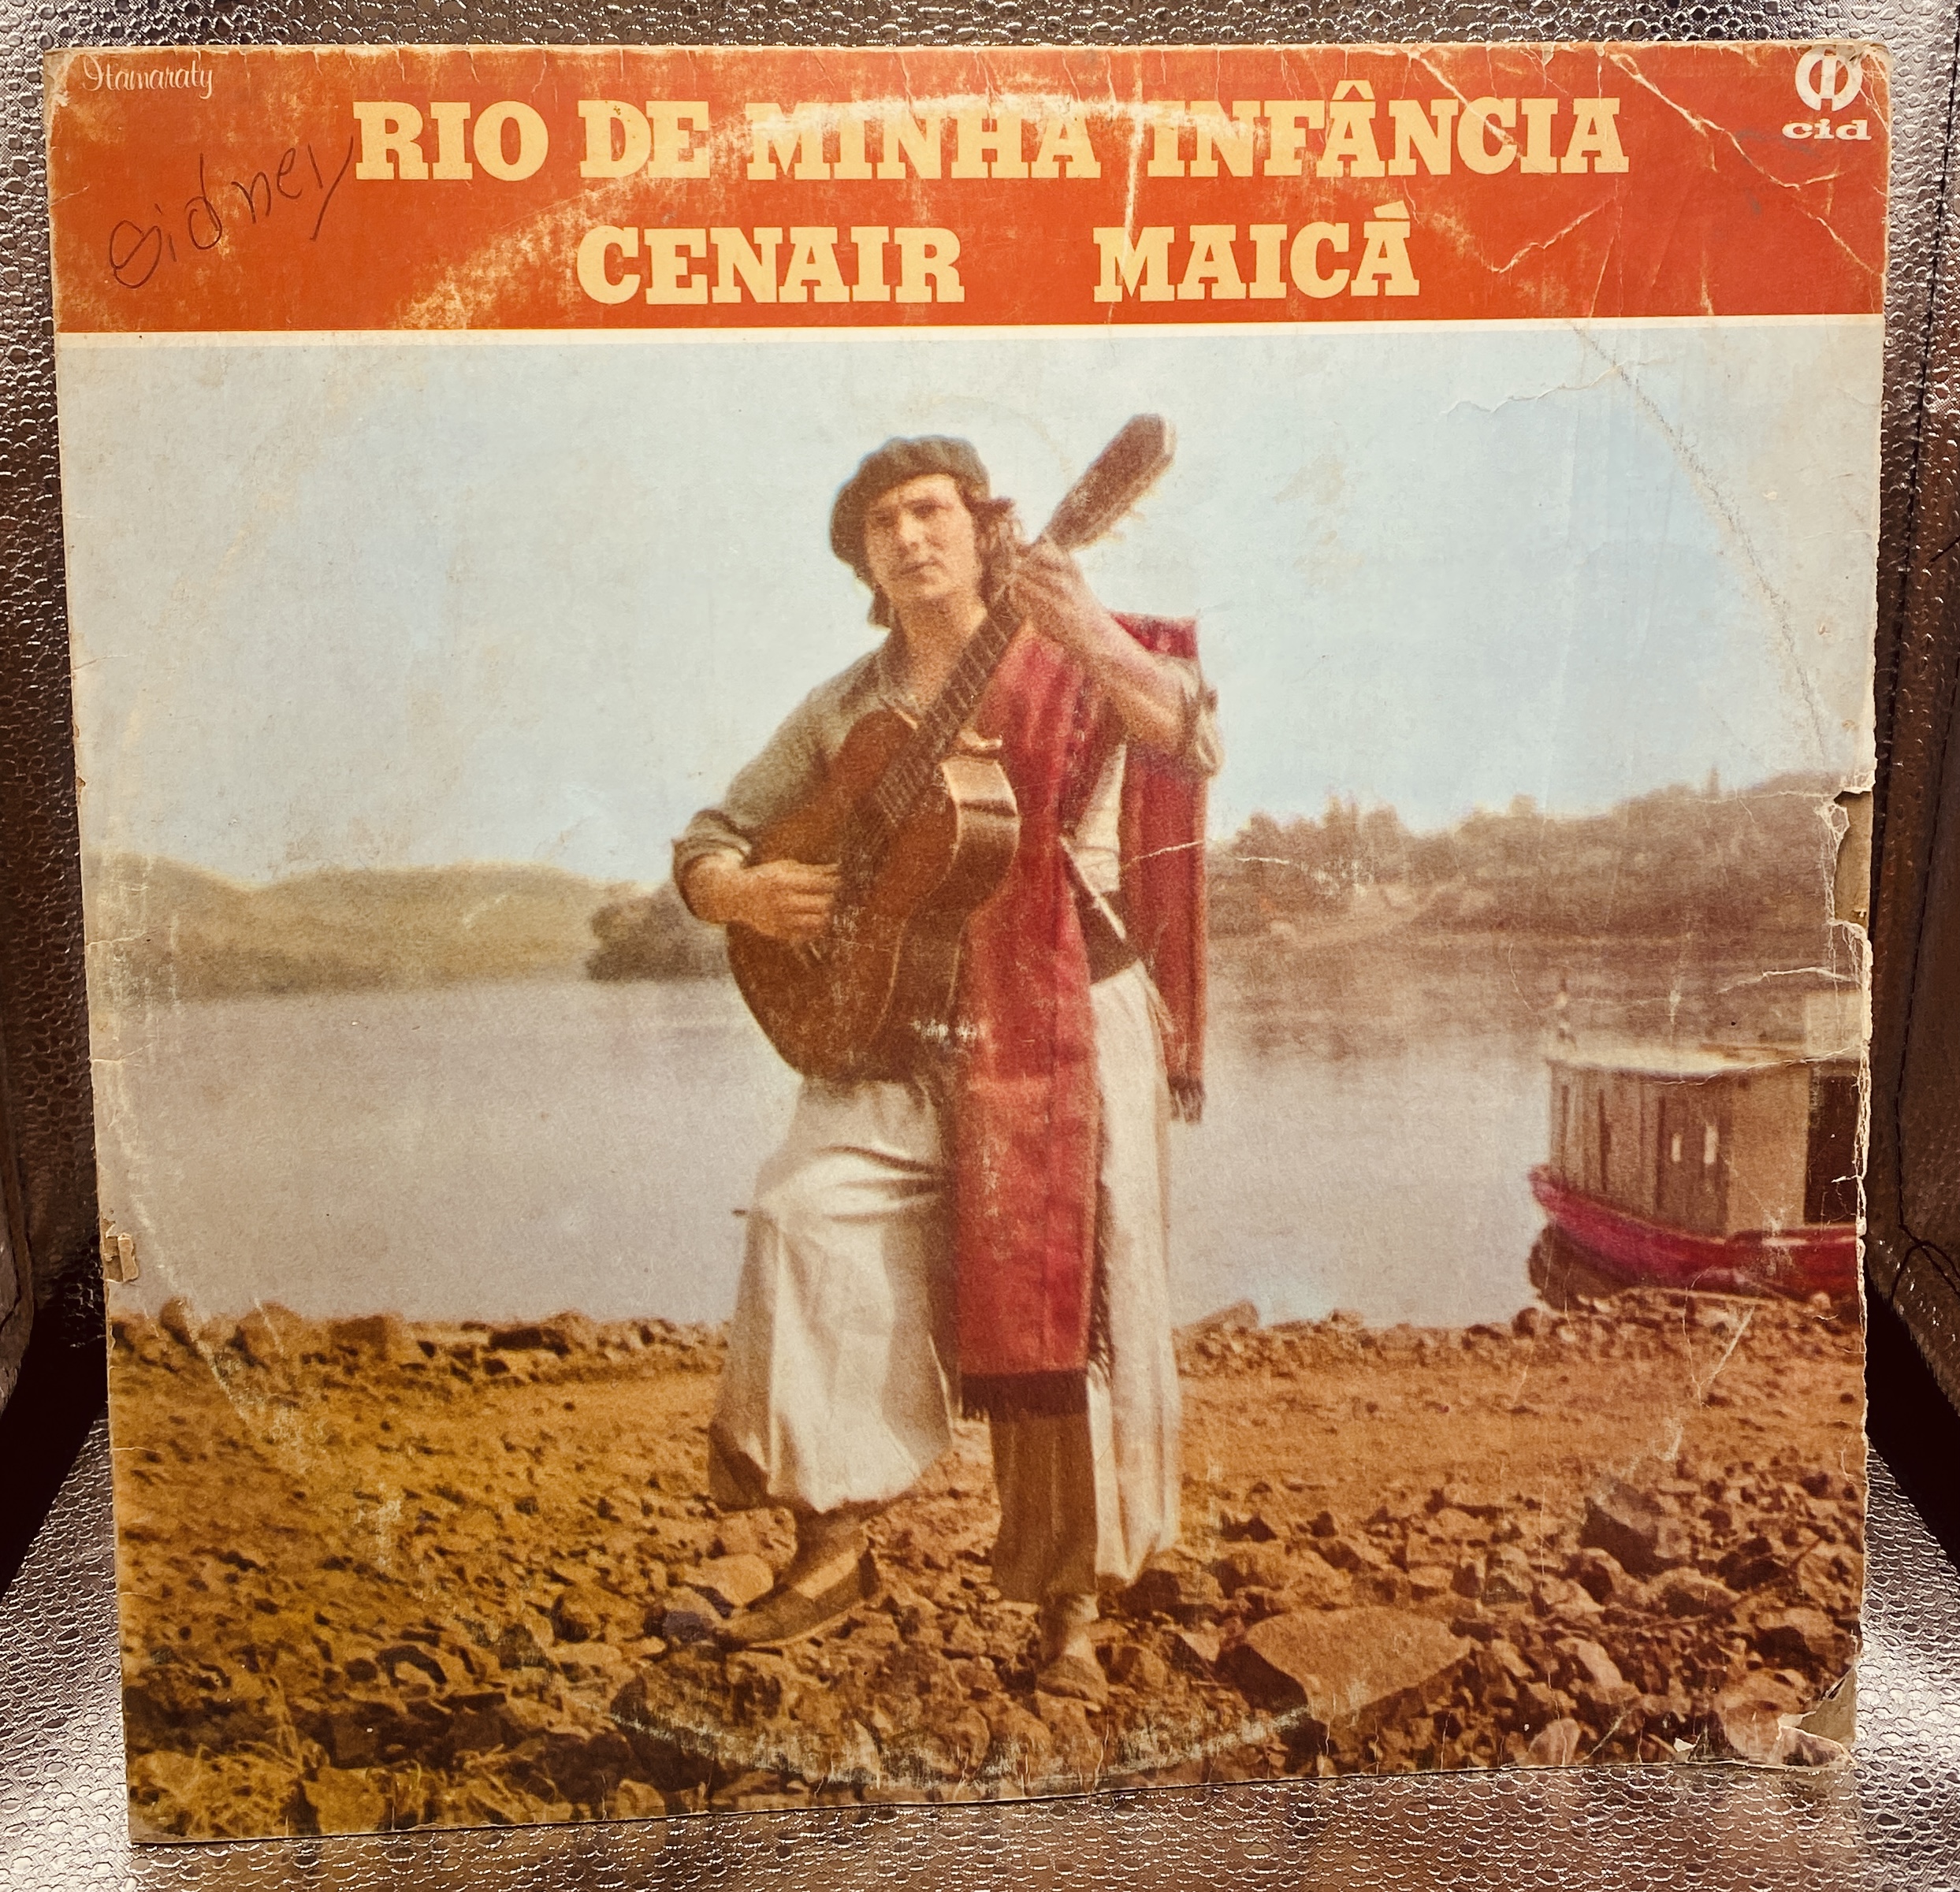 Itamaraty
RIO DE MINHA INFÂNCIA
cid
Sidney
CENAIR MAICÁ